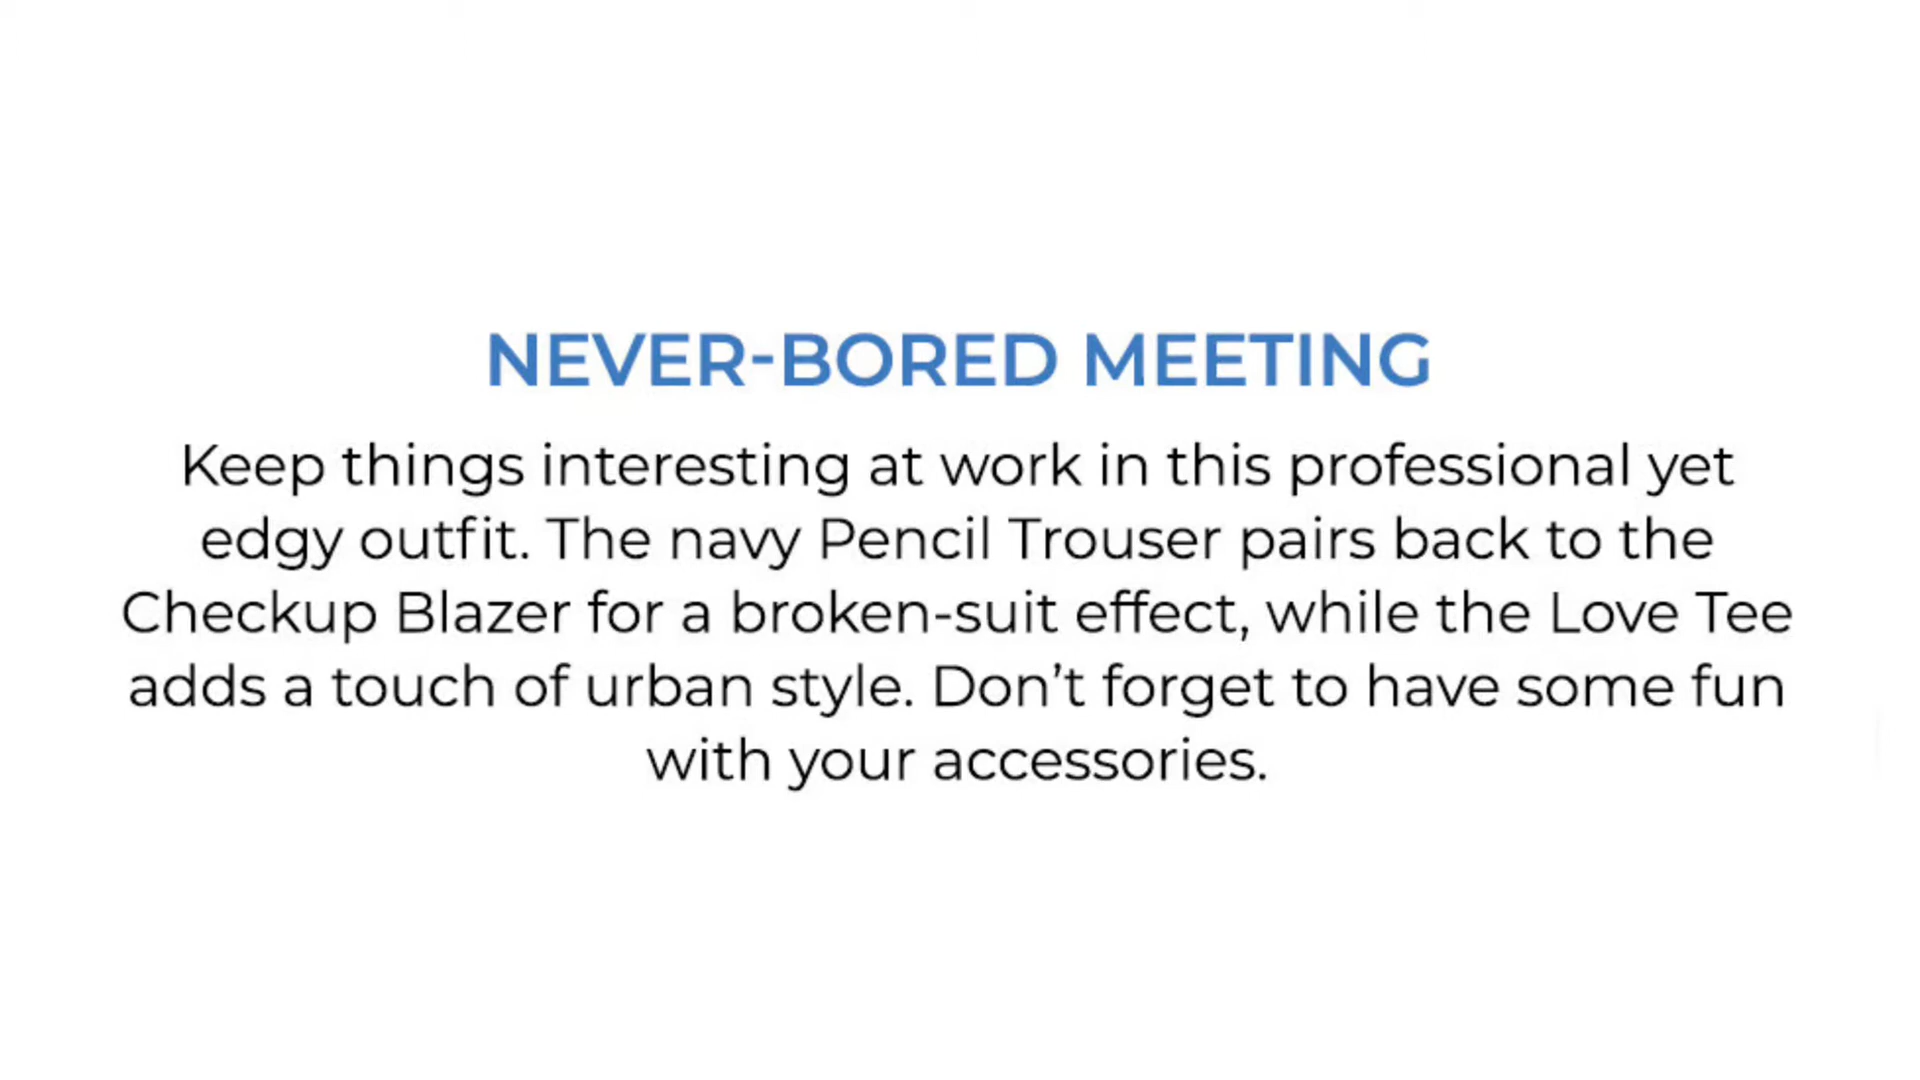 NEVER-BORED MEETING
Keep things interesting at work in this professional yet
edgy outfit. The navy Pencil Trouser pairs back to the
Checkup Blazer for a broken-suit effect, while the Love Tee
adds a touch of urban style. Don’t forget to have some fun
with your accessories.